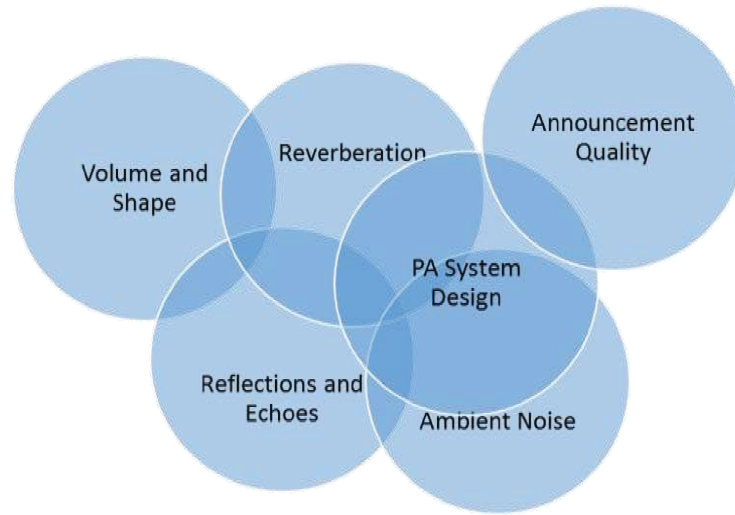 Volume and
Shape
Reverberation
Announcement
Quality
PA System
Design
Reflections and
Echoes
Ambient Noise